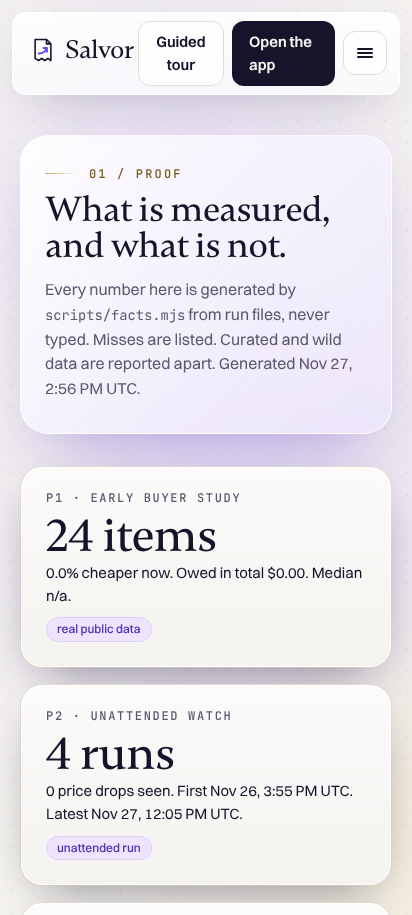 Salvor
Guided
tour
Open the
app
01 / PROOF
What is measured,
and what is not.
Every number here is generated by
scripts/facts.mjs from run files, never
typed. Misses are listed. Curated and wild
data are reported apart. Generated Nov 27,
2:56 PM UTC.
P1 · EARLY BUYER STUDY
24 items
0.0% cheaper now. Owed in total $0.00. Median
n/a.
real public data
P2 · UNATTENDED WATCH
4 runs
0 price drops seen. First Nov 26, 3:55 PM UTC.
Latest Nov 27, 12:05 PM UTC.
unattended run